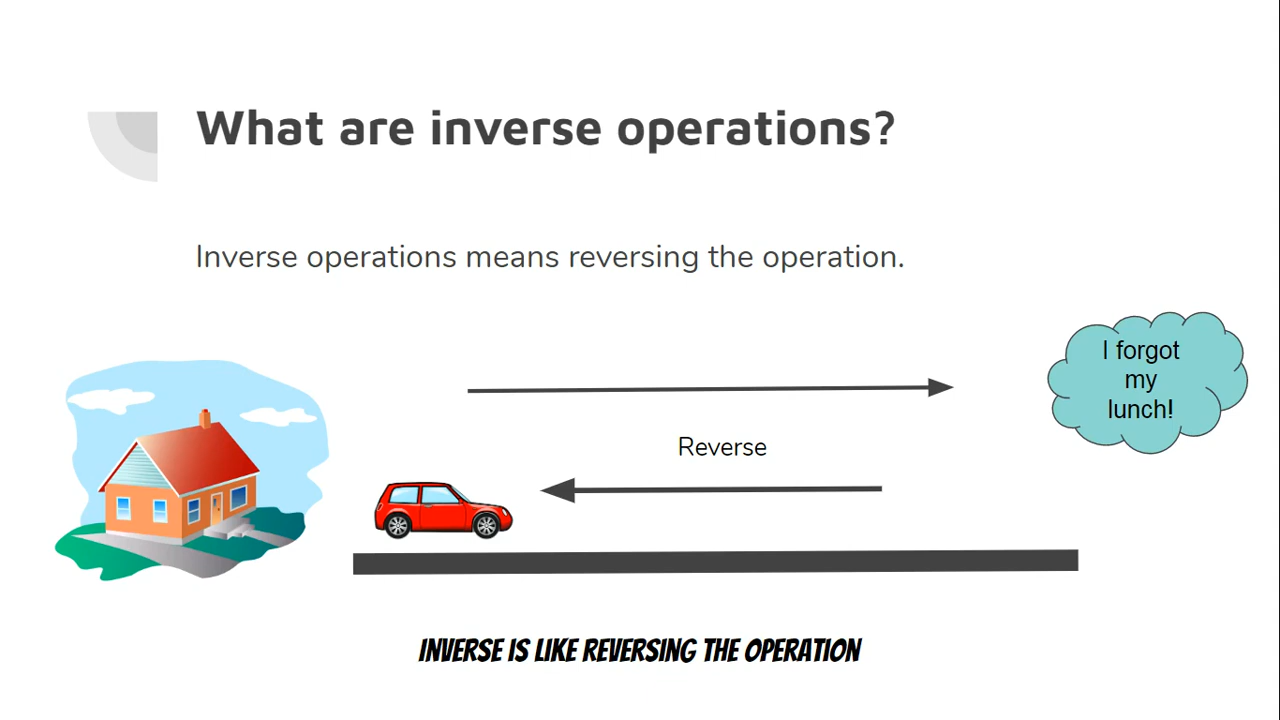 What are inverse operations?
Inverse operations means reversing the operation.
I forgot
my
lunch!
Reverse
INVERSE IS LIKE REVERSING THE OPERATION